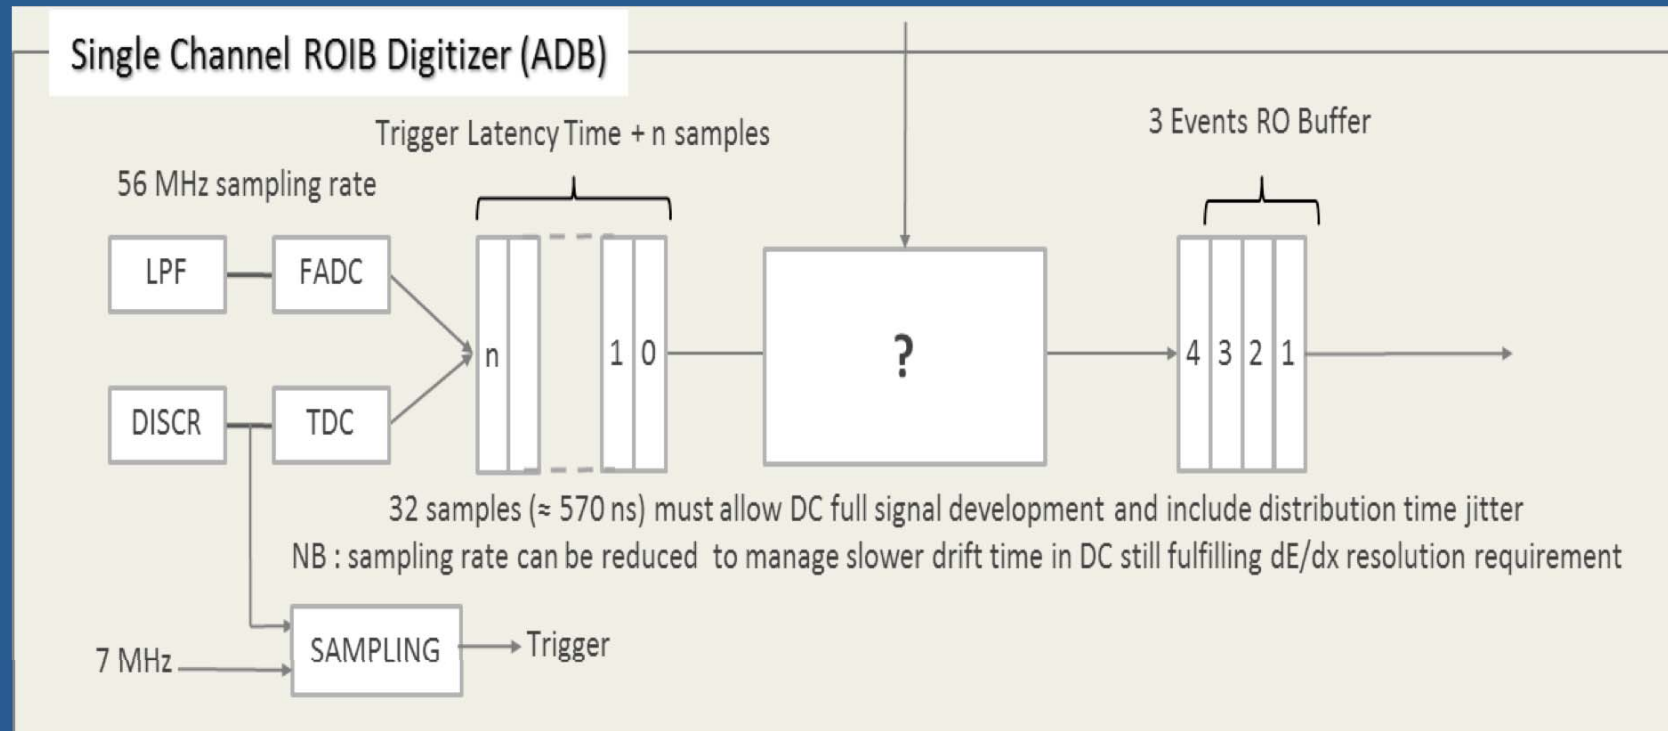 Single Channel ROIB Digitizer (ADB)
Trigger Latency Time + n samples
3 Events RO Buffer
56 MHz sampling rate
LPF
FADC
n
1 0
?
4 3 2 1
DISCR
TDC
32 samples (≈ 570 ns) must allow DC full signal development and include distribution time jitter
NB : sampling rate can be reduced to manage slower drift time in DC still fulfilling dE/dx resolution requirement
7 MHz
SAMPLING
Trigger